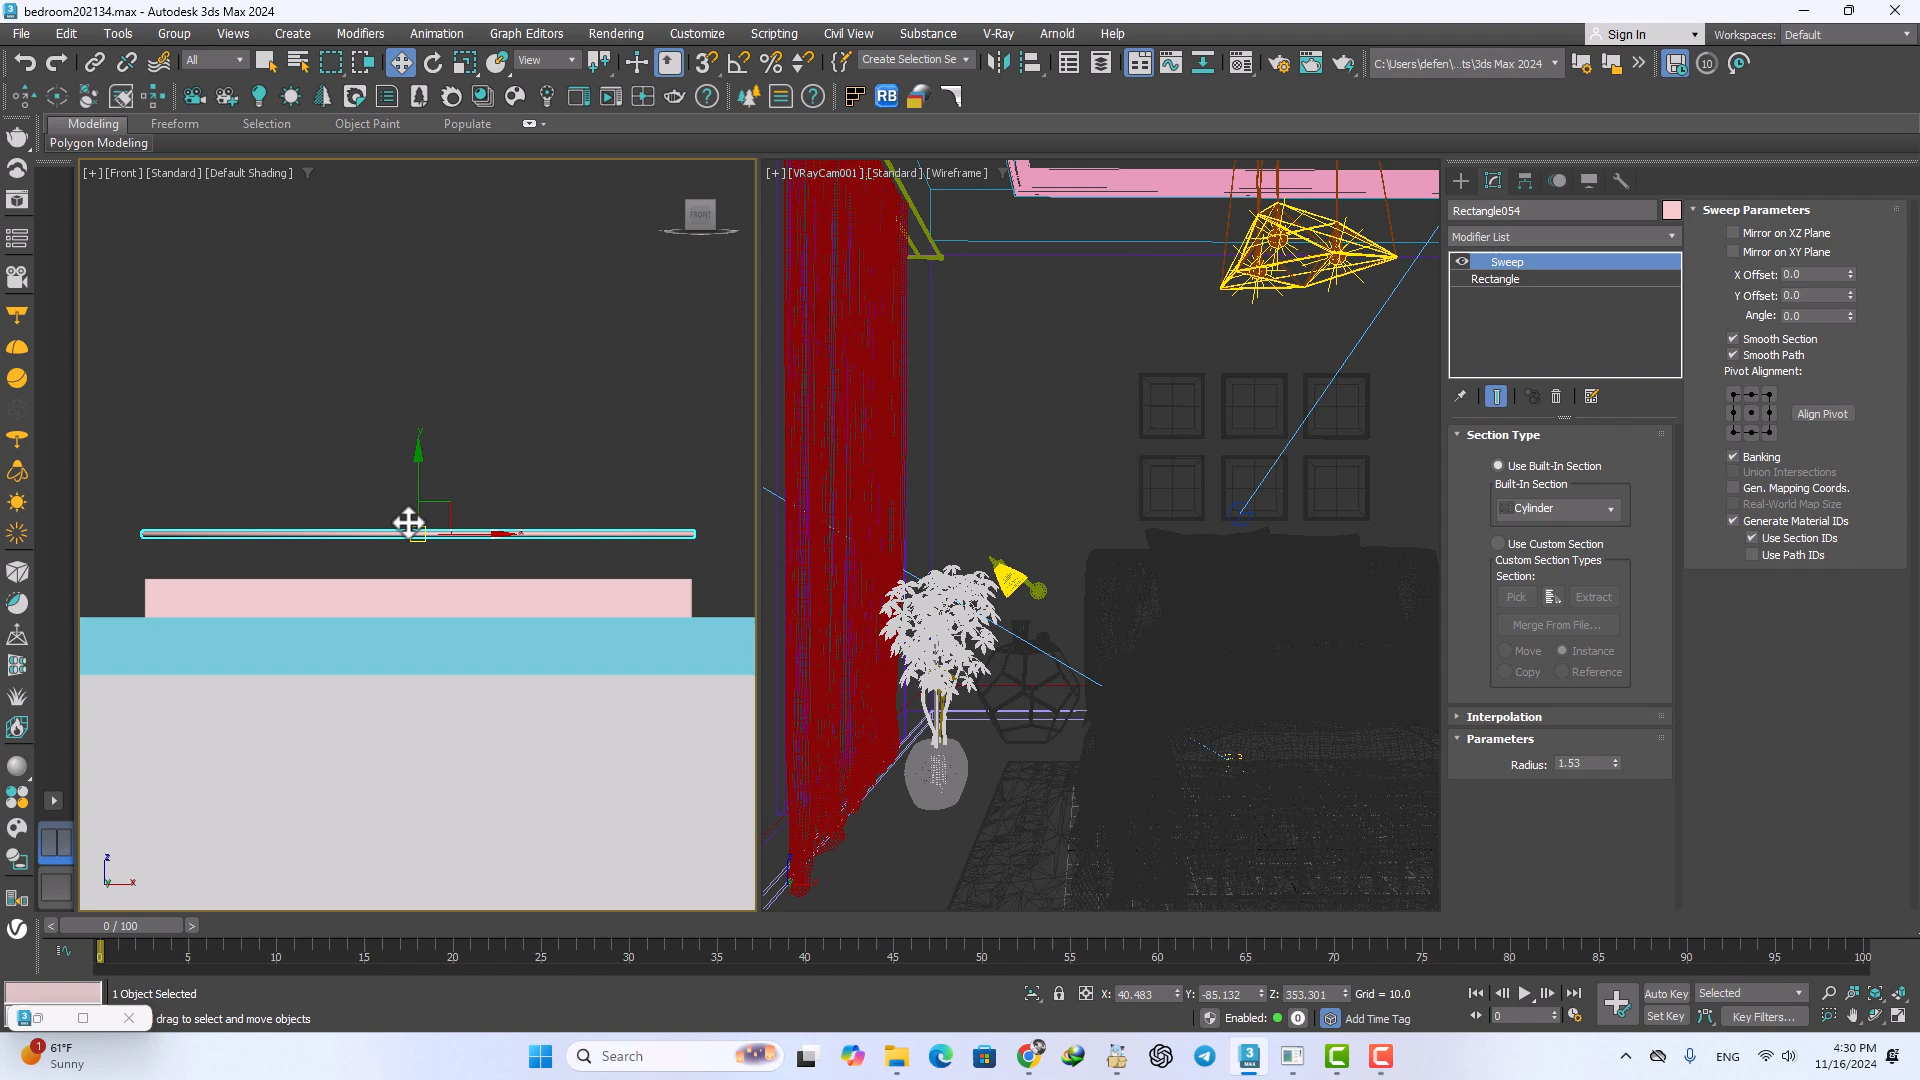 bedroom202134.max - Autodesk 3ds Max 2024
File Edit Tools Group Views Create Modifiers Animation Graph Editors Rendering Customize Scripting Civil View Substance V-Ray Arnold Help
Sign In
Workspaces: Default
All
View
Create Selection Se
C:\Users\defen\...ts\3ds Max 2024
10
RB
Modeling Freeform Selection Object Paint Populate
Polygon Modeling
[+] [Front ] [Standard ] [Default Shading ]
FRONT
y
x
z
x
[+] [VRayCam001 ] [Standard ] [Wireframe ]
Rectangle054
Modifier List
Sweep
Rectangle
Section Type
Use Built-In Section
Built-In Section
Cylinder
Use Custom Section
Custom Section Types
Section:
Pick Extract
Merge From File...
Move Instance
Copy Reference
Interpolation
Parameters
Radius: 1.53
Sweep Parameters
Mirror on XZ Plane
Mirror on XY Plane
X Offset: 0.0
Y Offset: 0.0
Angle: 0.0
Smooth Section
Smooth Path
Pivot Alignment:
Align Pivot
Banking
Union Intersections
Gen. Mapping Coords.
Real-World Map Size
Generate Material IDs
Use Section IDs
Use Path IDs
< 0 / 100 >
0 5 10 15 20 25 30 35 40 45 50 55 60 65 70 75 80 85 90 95 100
1 Object Selected
drag to select and move objects
X: 40.483 Y: -85.132 Z: 353.301 Grid = 10.0
Enabled: 0 Add Time Tag
0
Auto Key Selected
Set Key Key Filters...
1
61°F
Sunny
Search
ENG
4:30 PM
11/16/2024